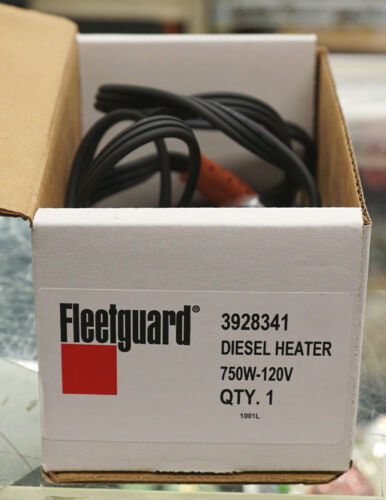 Fleetguard®
3928341
DIESEL HEATER
750W-120V
QTY. 1
1001L